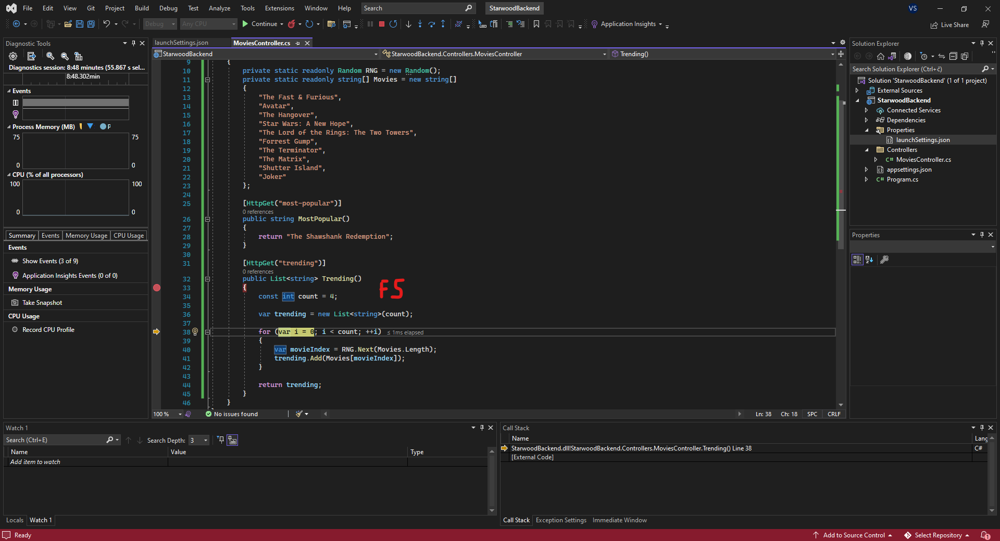 File Edit View Git Project Build Debug Test Analyze Tools Extensions Window Help Search StarwoodBackend VS
Debug Any CPU Continue Application Insights Live Share
Diagnostic Tools
Diagnostics session: 8:48 minutes (55.867 s sel...
8:48.302min
Events
Process Memory (MB) P
75 75
0 0
CPU (% of all processors)
100 100
0 0
Summary Events Memory Usage CPU Usage
Events
Show Events (3 of 9)
Application Insights Events (0 of 0)
Memory Usage
Take Snapshot
CPU Usage
Record CPU Profile
launchSettings.json MoviesController.cs
StarwoodBackend StarwoodBackend.Controllers.MoviesController Trending()
9 {
10 private static readonly Random RNG = new Random();
11 private static readonly string[] Movies = new string[]
12 {
13 "The Fast & Furious",
14 "Avatar",
15 "The Hangover",
16 "Star Wars: A New Hope",
17 "The Lord of the Rings: The Two Towers",
18 "Forrest Gump",
19 "The Terminator",
20 "The Matrix",
21 "Shutter Island",
22 "Joker"
23 };
24
25 [HttpGet("most-popular")]
0 references
26 public string MostPopular()
27 {
28 return "The Shawshank Redemption";
29 }
30
31 [HttpGet("trending")]
0 references
32 public List<string> Trending()
33 {
F5
34 const int count = 4;
35
36 var trending = new List<string>(count);
37
38 for (var i = 0; i < count; ++i) ≤ 1ms elapsed
39 {
40 var movieIndex = RNG.Next(Movies.Length);
41 trending.Add(Movies[movieIndex]);
42 }
43
44 return trending;
45 }
46 }
100 % No issues found Ln: 38 Ch: 18 SPC CRLF
Solution Explorer
Search Solution Explorer (Ctrl+č)
Solution 'StarwoodBackend' (1 of 1 project)
External Sources
StarwoodBackend
Connected Services
Dependencies
Properties
launchSettings.json
Controllers
C# MoviesController.cs
appsettings.json
C# Program.cs
Properties
Watch 1
Search (Ctrl+E) Search Depth: 3
Name Value Type
Add item to watch
Locals Watch 1
Call Stack
Name Lang
StarwoodBackend.dll!StarwoodBackend.Controllers.MoviesController.Trending() Line 38 C#
[External Code]
Call Stack Exception Settings Immediate Window
Ready Add to Source Control Select Repository 1